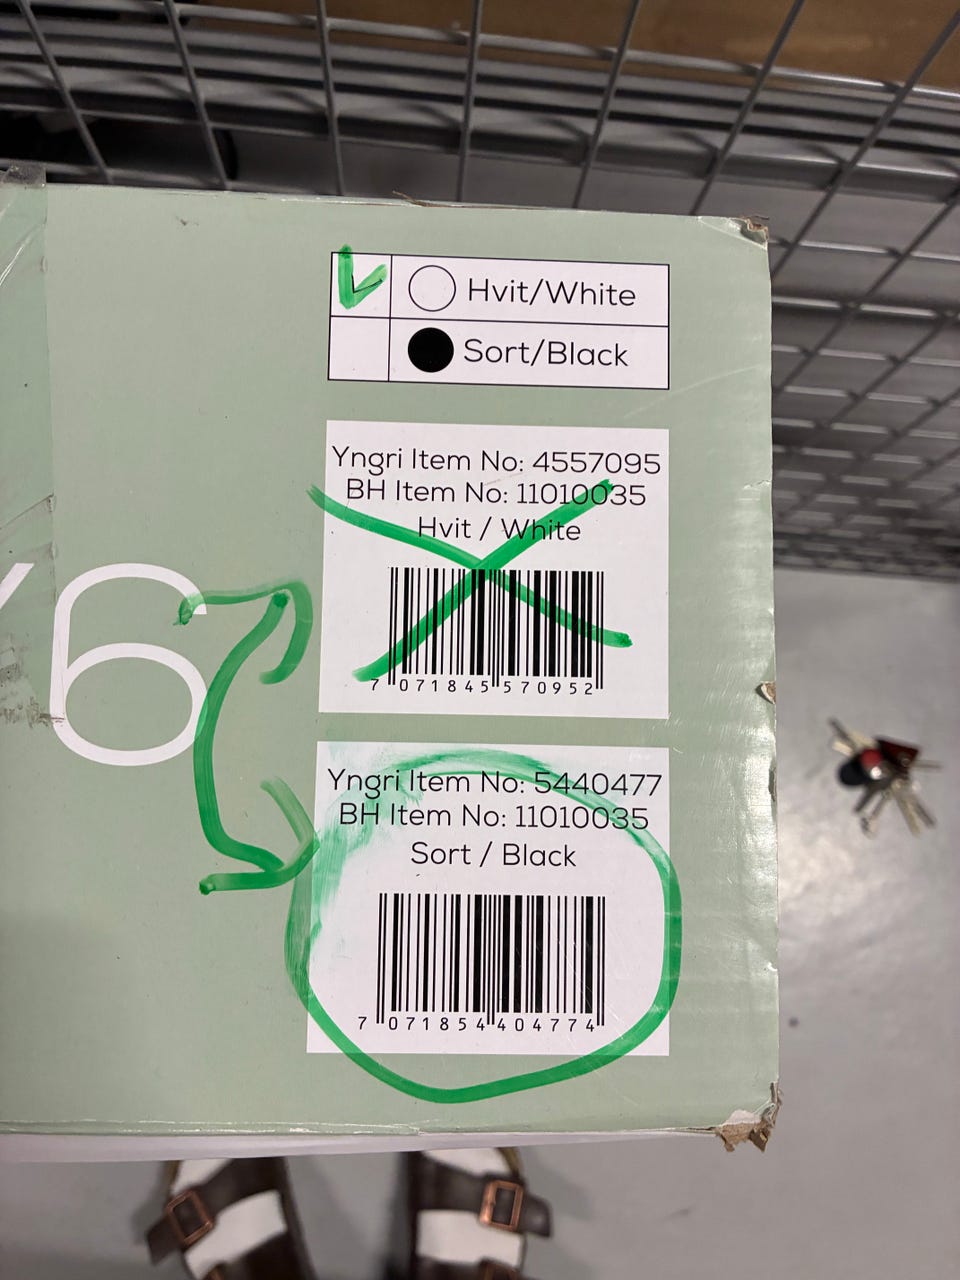 Hvit/White
Sort/Black
Yngri Item No: 4557095
BH Item No: 11010035
Hvit / White
7 071845 570952
6
Yngri Item No: 5440477
BH Item No: 11010035
Sort / Black
7 071854 404774